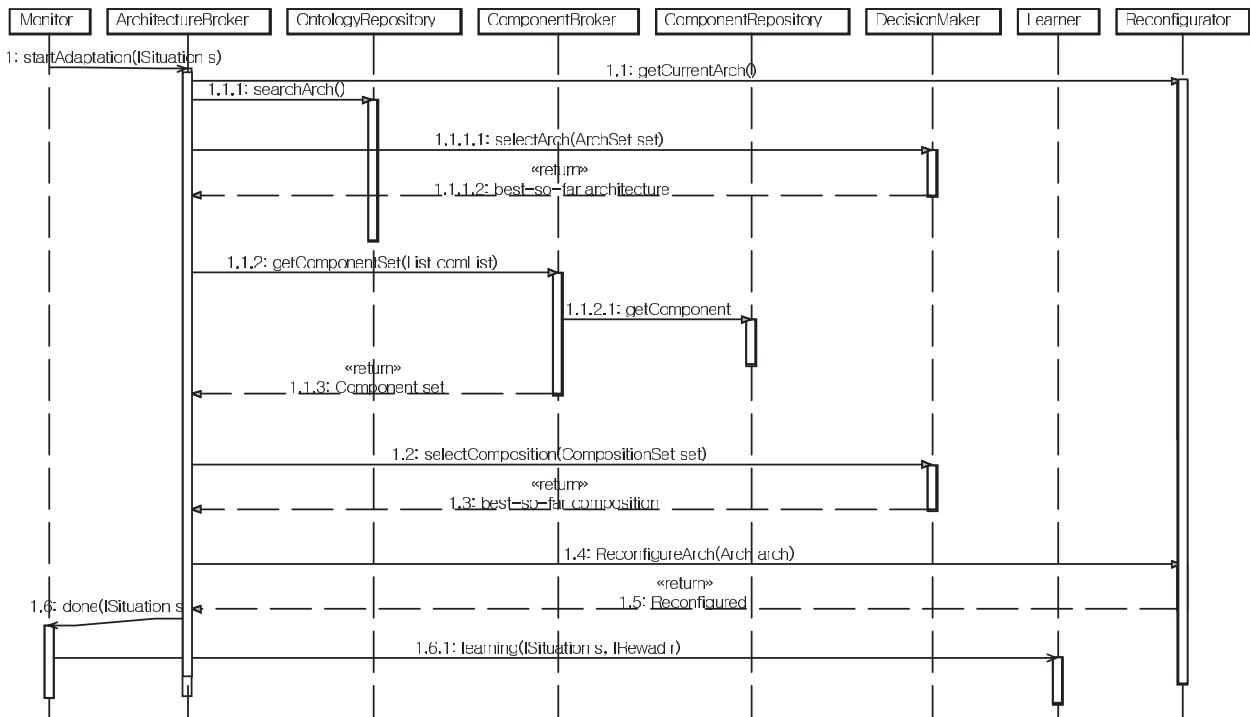 Monitor
ArchitectureBroker
OntologyRepository
ComponentBroker
ComponentRepository
DecisionMaker
Learner
Reconfigurator
1: startAdaptation(ISituation s)
1.1: getCurrentArch()
1.1.1: searchArch()
1.1.1.1: selectArch(ArchSet set)
«return»
1.1.1.2: best-so-far architecture
1.1.2: getComponentSet(List comList)
1.1.2.1: getComponent
«return»
1.1.3: Component set
1.2: selectComposition(CompositionSet set)
«return»
1.3: best-so-far composition
1.4: ReconfigureArch(Arch arch)
«return»
1.5: Reconfigured
1.6: done(ISituation s
1.6.1: learning(ISituation s, IRewad r)